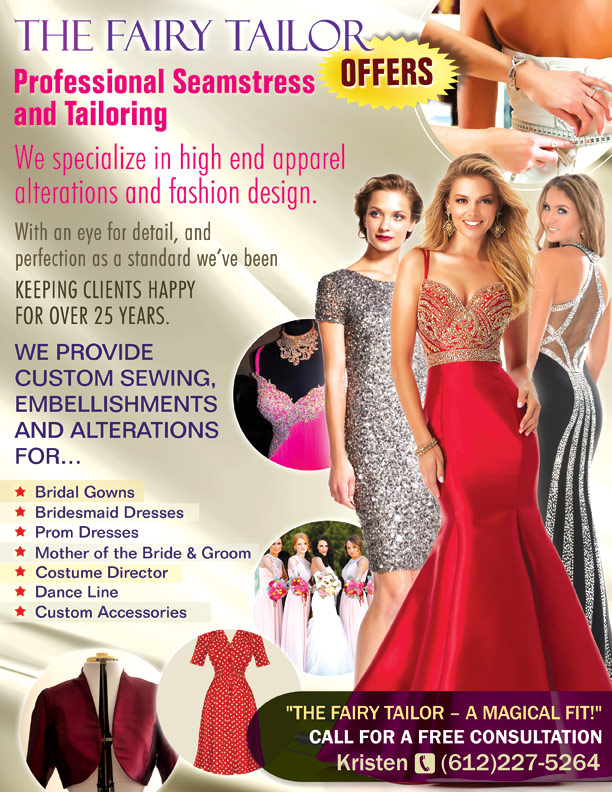 THE FAIRY TAILOR
OFFERS
Professional Seamstress
and Tailoring
We specialize in high end apparel
alterations and fashion design.
With an eye for detail, and
perfection as a standard we've been
KEEPING CLIENTS HAPPY
FOR OVER 25 YEARS.
WE PROVIDE
CUSTOM SEWING,
EMBELLISHMENTS
AND ALTERATIONS
FOR...
Bridal Gowns
Bridesmaid Dresses
Prom Dresses
Mother of the Bride & Groom
Costume Director
Dance Line
Custom Accessories
"THE FAIRY TAILOR – A MAGICAL FIT!"
CALL FOR A FREE CONSULTATION
Kristen (612)227-5264